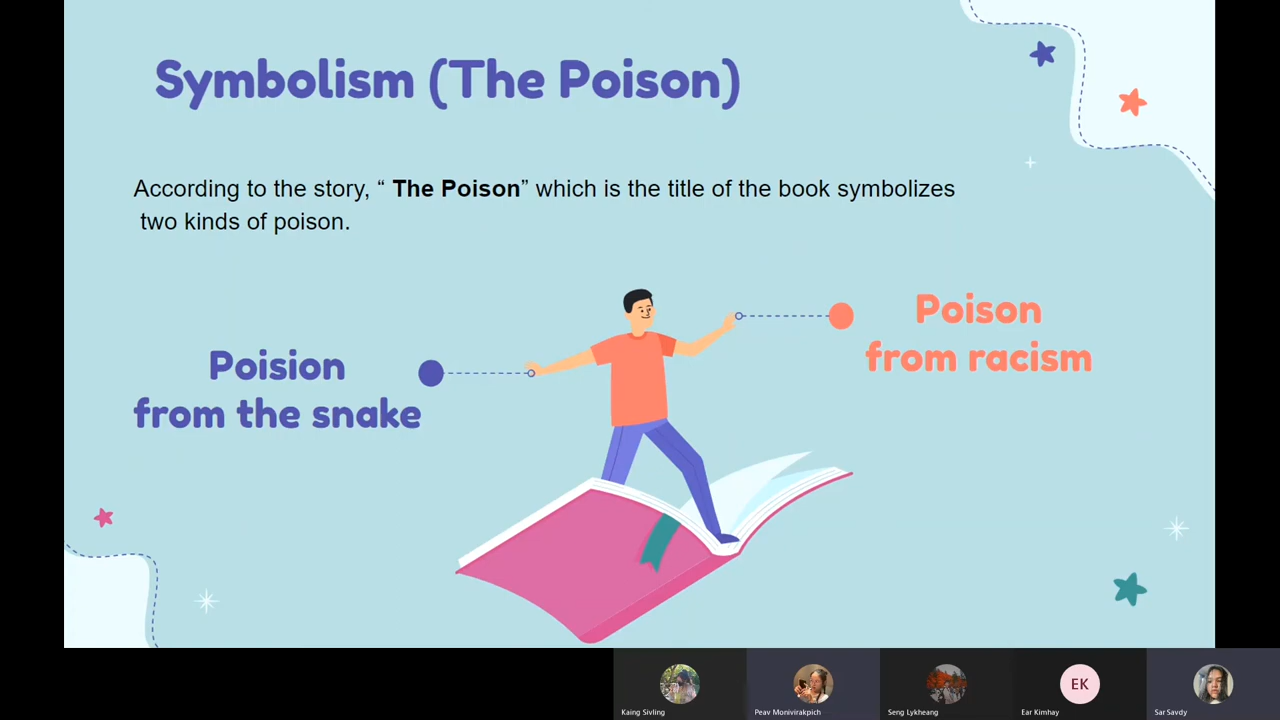 Symbolism (The Poison)
According to the story, “ The Poison” which is the title of the book symbolizes
two kinds of poison.
Poision
from the snake
Poison
from racism
EK
Kaing Sivling
Peav Monivirakpich
Seng Lykheang
Ear Kimhay
Sar Savdy